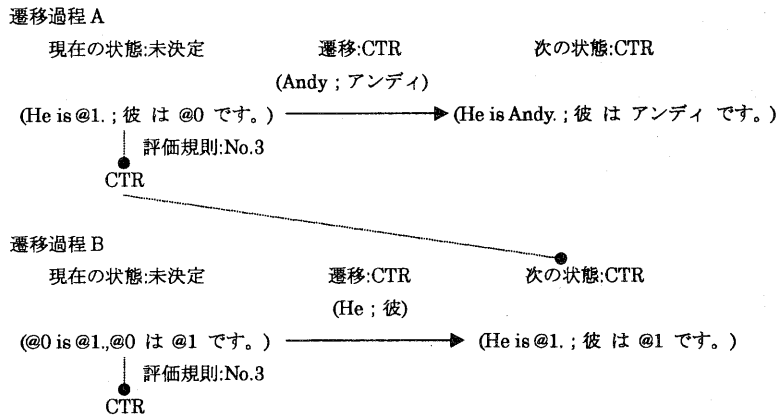 遷移過程A
現在の状態:未決定 遷移:CTR 次の状態:CTR
(Andy ; アンディ)
(He is @1. ; 彼 は @0 です。) (He is Andy. ; 彼 は アンディ です。)
評価規則:No.3
CTR
遷移過程B
現在の状態:未決定 遷移:CTR 次の状態:CTR
(He ; 彼)
(@0 is @1.,@0 は @1 です。) (He is @1. ; 彼 は @1 です。)
評価規則:No.3
CTR